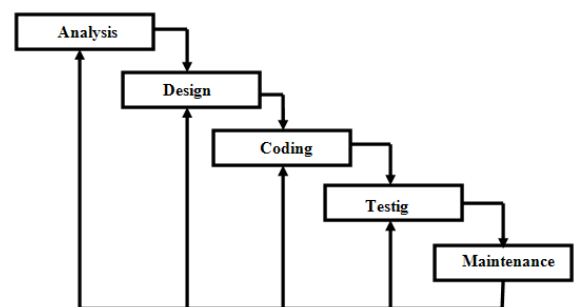 Analysis
Design
Coding
Testig
Maintenance